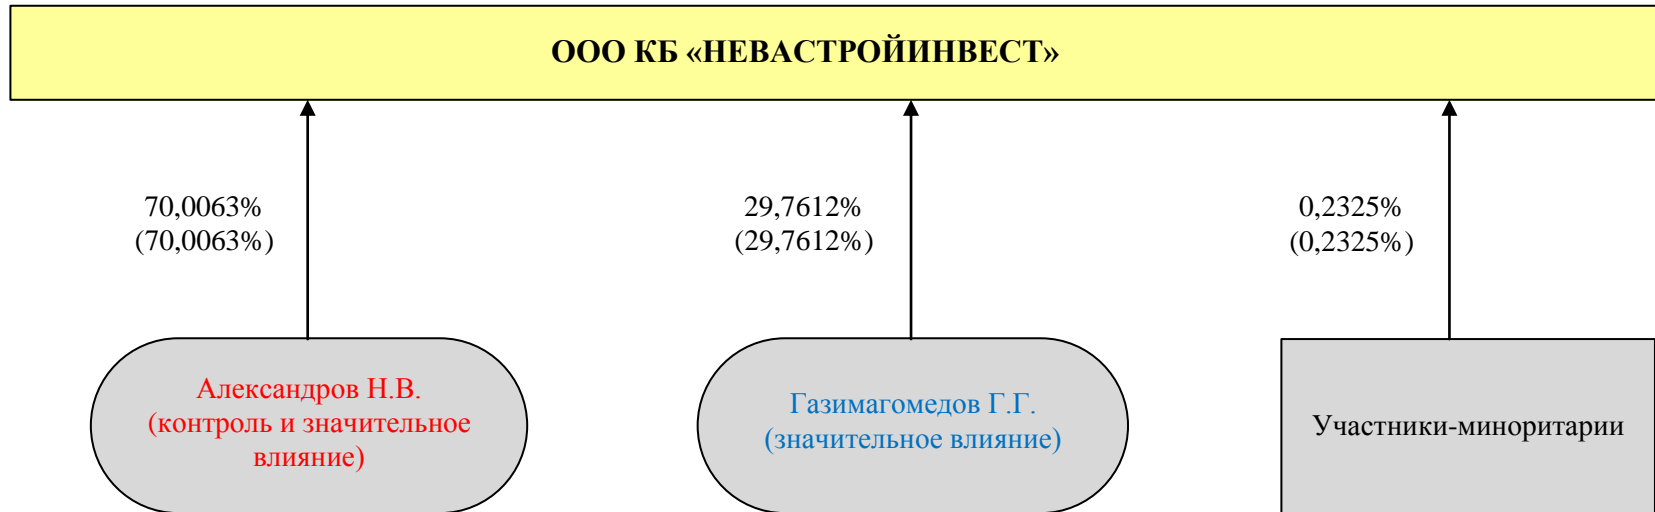 ООО КБ «НЕВАСТРОЙИНВЕСТ»
70,0063%
(70,0063%)
29,7612%
(29,7612%)
0,2325%
(0,2325%)
Александров Н.В.
(контроль и значительное
влияние)
Газимагомедов Г.Г.
(значительное влияние)
Участники-миноритарии